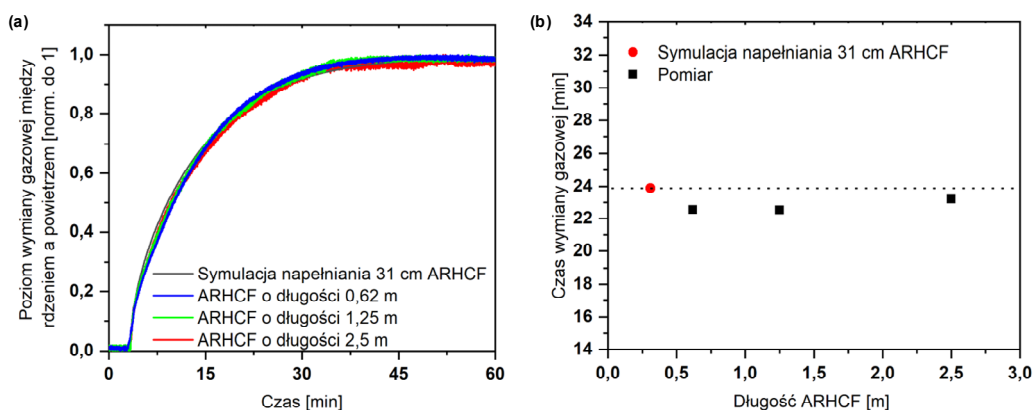 (a)
Poziom wymiany gazowej między
rdzeniem a powietrzem [norm. do 1]
1,0
0,8
0,6
0,4
0,2
0,0
Symulacja napełniania 31 cm ARHCF
ARHCF o długości 0,62 m
ARHCF o długości 1,25 m
ARHCF o długości 2,5 m
0 15 30 45 60
Czas [min]
(b)
Czas wymiany gazowej [min]
34
32
30
28
26
24
22
20
18
16
14
Symulacja napełniania 31 cm ARHCF
Pomiar
0,0 0,5 1,0 1,5 2,0 2,5 3,0
Długość ARHCF [m]